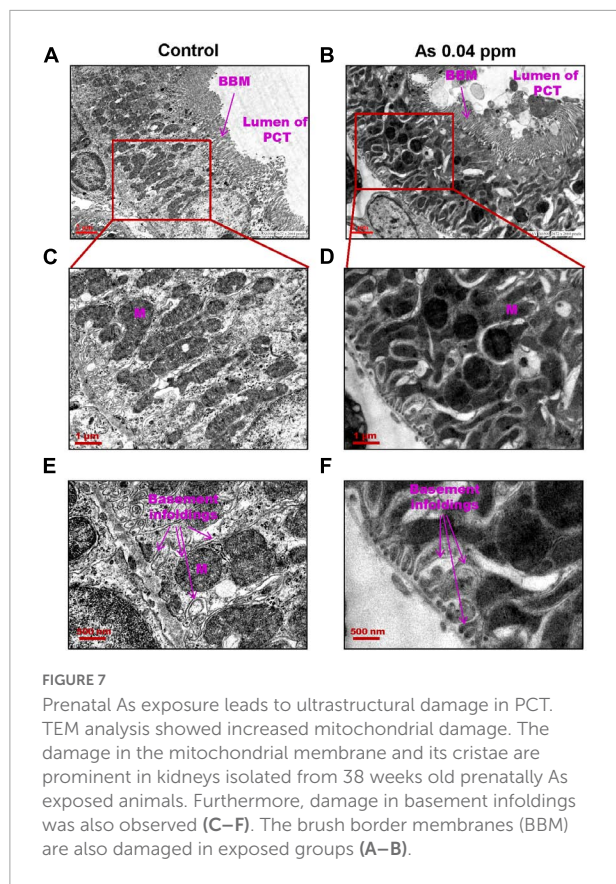 Control
As 0.04 ppm
A
B
BBM
Lumen of
PCT
BBM
Lumen of
PCT
C
D
M
M
1 µm
1 µm
E
F
Basement
infoldings
M
Basement
infoldings
500 nm
500 nm
FIGURE 7
Prenatal As exposure leads to ultrastructural damage in PCT.
TEM analysis showed increased mitochondrial damage. The
damage in the mitochondrial membrane and its cristae are
prominent in kidneys isolated from 38 weeks old prenatally As
exposed animals. Furthermore, damage in basement infoldings
was also observed (C–F). The brush border membranes (BBM)
are also damaged in exposed groups (A–B).